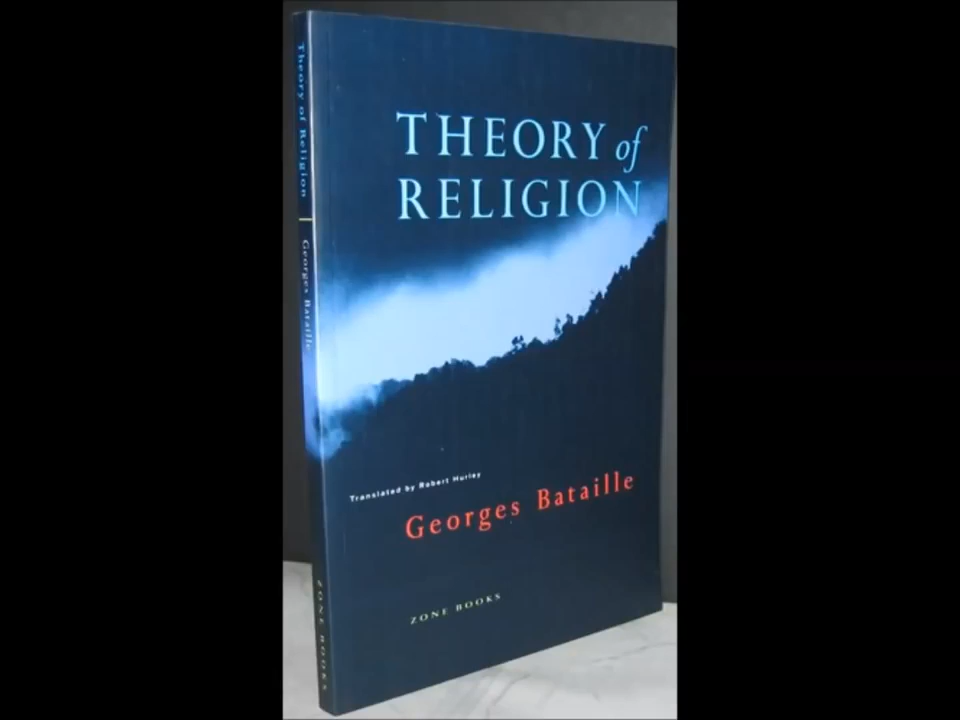 Theory of Religion
Georges Bataille
ZONE BOOKS
THEORY of
RELIGION
Translated by Robert Hurley
Georges Bataille
ZONE BOOKS